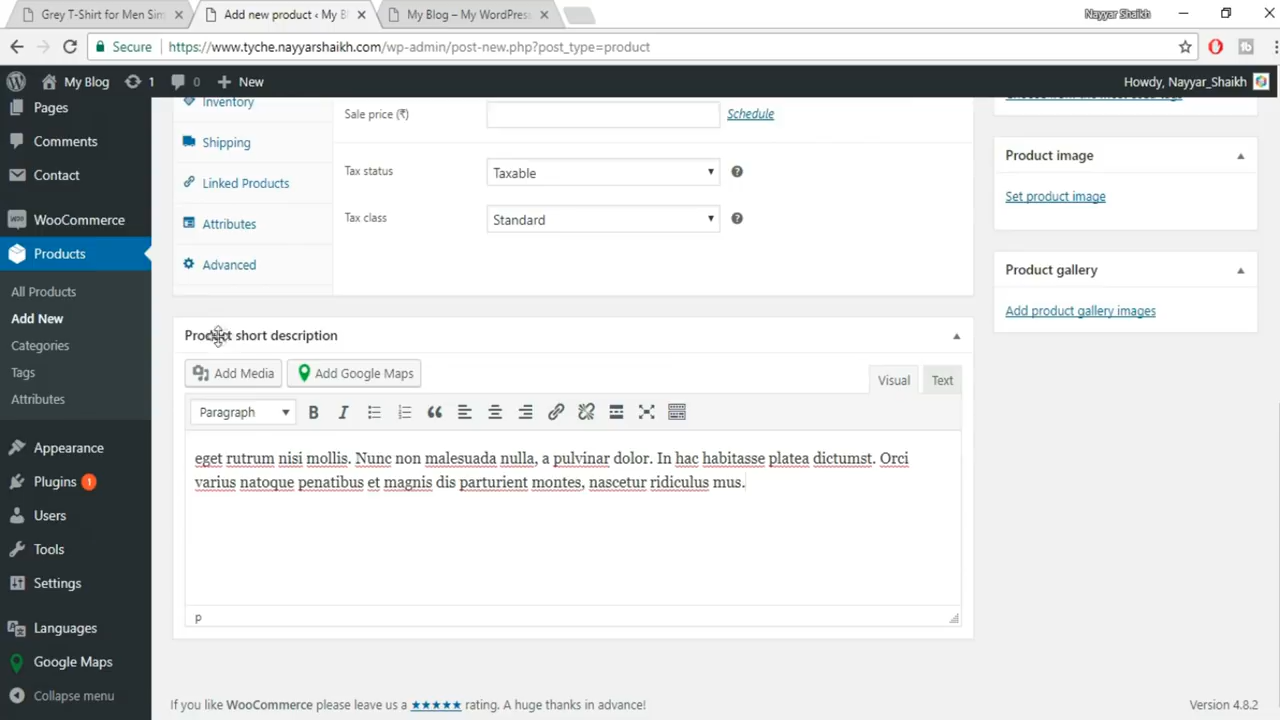 Grey T-Shirt for Men Sim
Add new product ‹ My B
My Blog – My WordPress
Nayyar Shaikh
Secure
https://www.tyche.nayyarshaikh.com/wp-admin/post-new.php?post_type=product
My Blog
1
0
New
Howdy, Nayyar_Shaikh
Pages
Comments
Contact
WooCommerce
Products
All Products
Add New
Categories
Tags
Attributes
Appearance
Plugins 1
Users
Tools
Settings
Languages
Google Maps
Collapse menu
Inventory
Shipping
Linked Products
Attributes
Advanced
Sale price (₹)
Schedule
Tax status
Taxable
Tax class
Standard
Product image
Set product image
Product gallery
Add product gallery images
Product short description
Add Media
Add Google Maps
Visual
Text
Paragraph
B
I
eget rutrum nisi mollis. Nunc non malesuada nulla, a pulvinar dolor. In hac habitasse platea dictumst. Orci
varius natoque penatibus et magnis dis parturient montes, nascetur ridiculus mus.
p
If you like WooCommerce please leave us a ★★★★★ rating. A huge thanks in advance!
Version 4.8.2